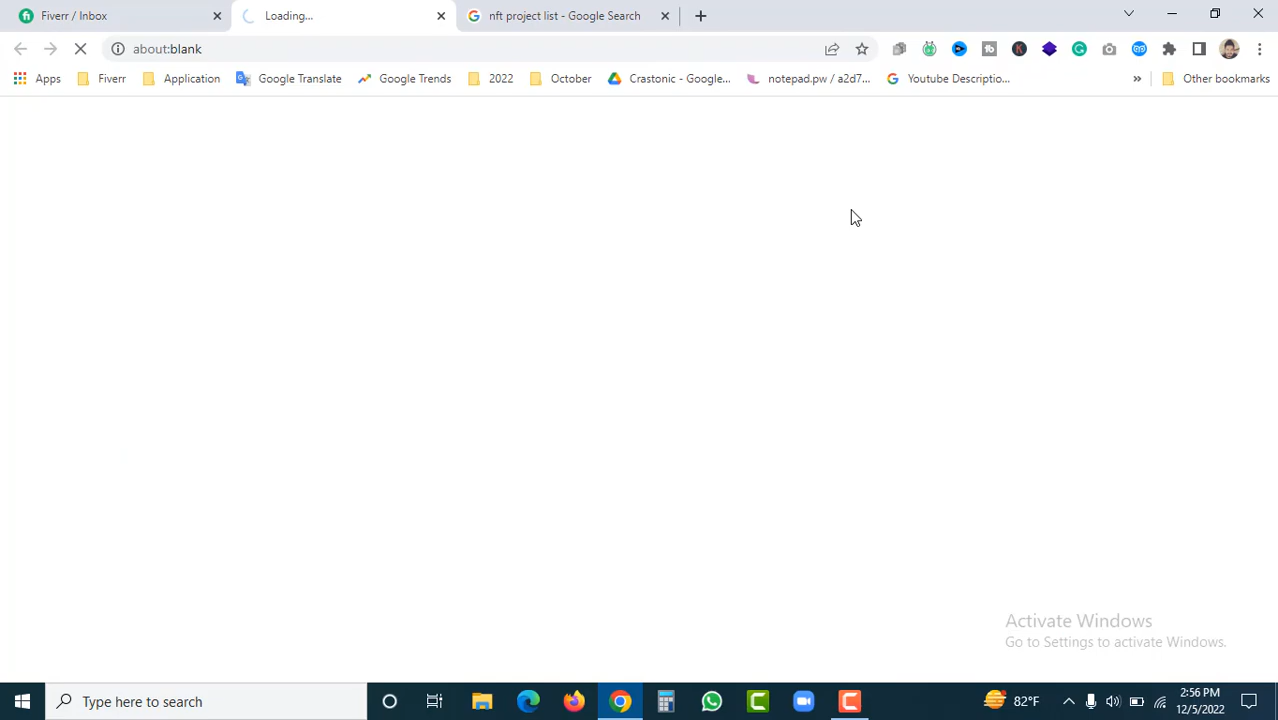 Fiverr / Inbox
Loading...
nft project list - Google Search
about:blank
Apps
Fiverr
Application
Google Translate
Google Trends
2022
October
Crastonic - Google...
notepad.pw / a2d7...
Youtube Descriptio...
»
Other bookmarks
Activate Windows
Go to Settings to activate Windows.
Type here to search
82°F
2:56 PM
12/5/2022